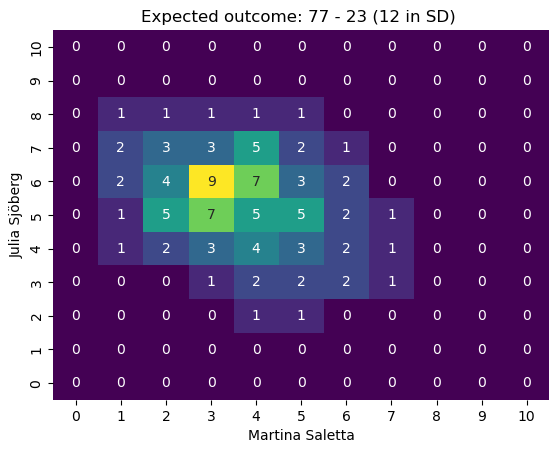 Expected outcome: 77 - 23 (12 in SD)
10 0 0 0 0 0 0 0 0 0 0 0
9 0 0 0 0 0 0 0 0 0 0 0
8 0 1 1 1 1 1 0 0 0 0 0
7 0 2 3 3 5 2 1 0 0 0 0
6 0 2 4 9 7 3 2 0 0 0 0
5 0 1 5 7 5 5 2 1 0 0 0
4 0 1 2 3 4 3 2 1 0 0 0
3 0 0 0 1 2 2 2 1 0 0 0
2 0 0 0 0 1 1 0 0 0 0 0
1 0 0 0 0 0 0 0 0 0 0 0
0 0 0 0 0 0 0 0 0 0 0 0
0 1 2 3 4 5 6 7 8 9 10
Julia Sjöberg
Martina Saletta